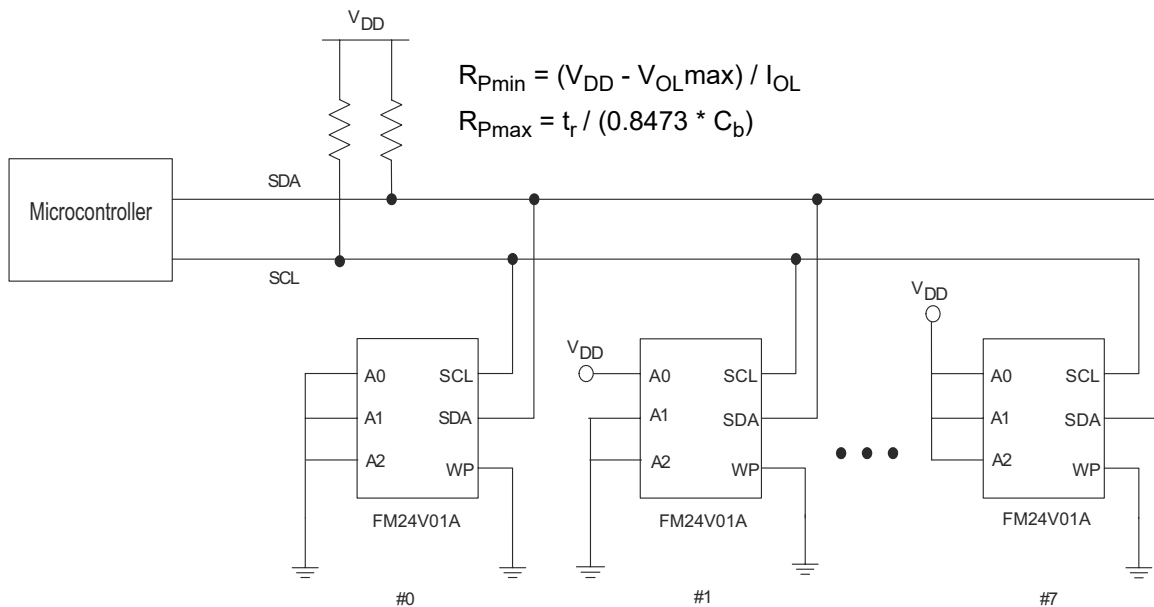 VDD
RPmin = (VDD - VOLmax) / IOL
RPmax = tr / (0.8473 * Cb)
Microcontroller
SDA
SCL
VDD
VDD
A0 SCL
A1 SDA
A2 WP
FM24V01A
#0
A0 SCL
A1 SDA
A2 WP
FM24V01A
#1
A0 SCL
A1 SDA
A2 WP
FM24V01A
#7